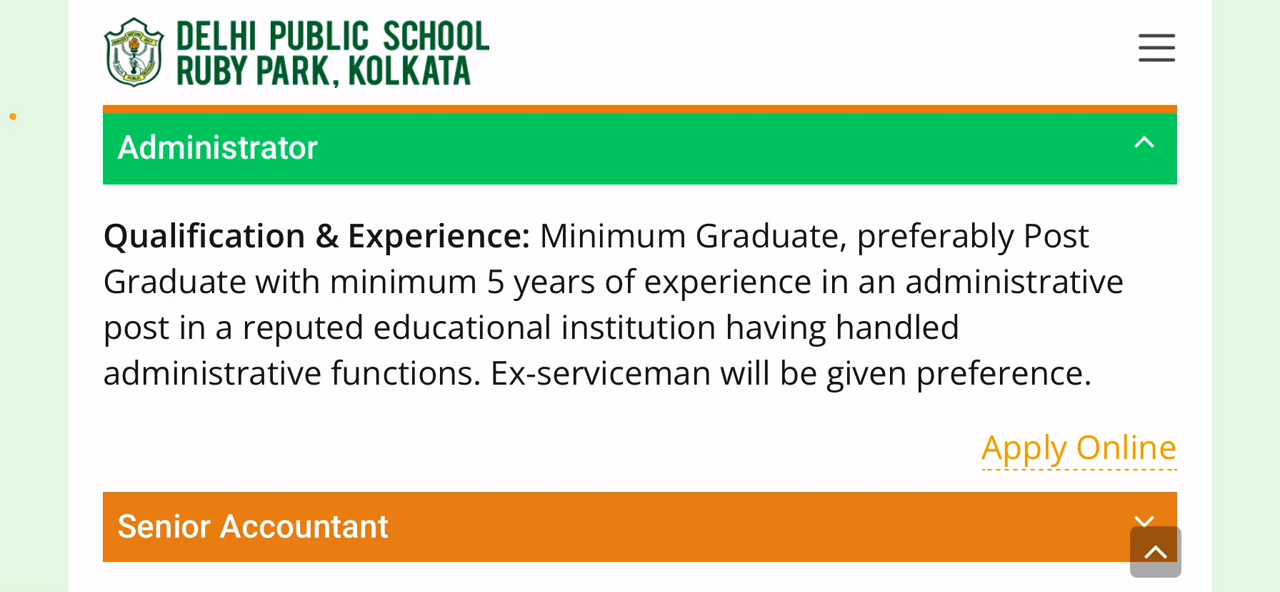 DELHI PUBLIC SCHOOL
RUBY PARK, KOLKATA
Administrator
Qualification & Experience: Minimum Graduate, preferably Post
Graduate with minimum 5 years of experience in an administrative
post in a reputed educational institution having handled
administrative functions. Ex-serviceman will be given preference.
Apply Online
Senior Accountant